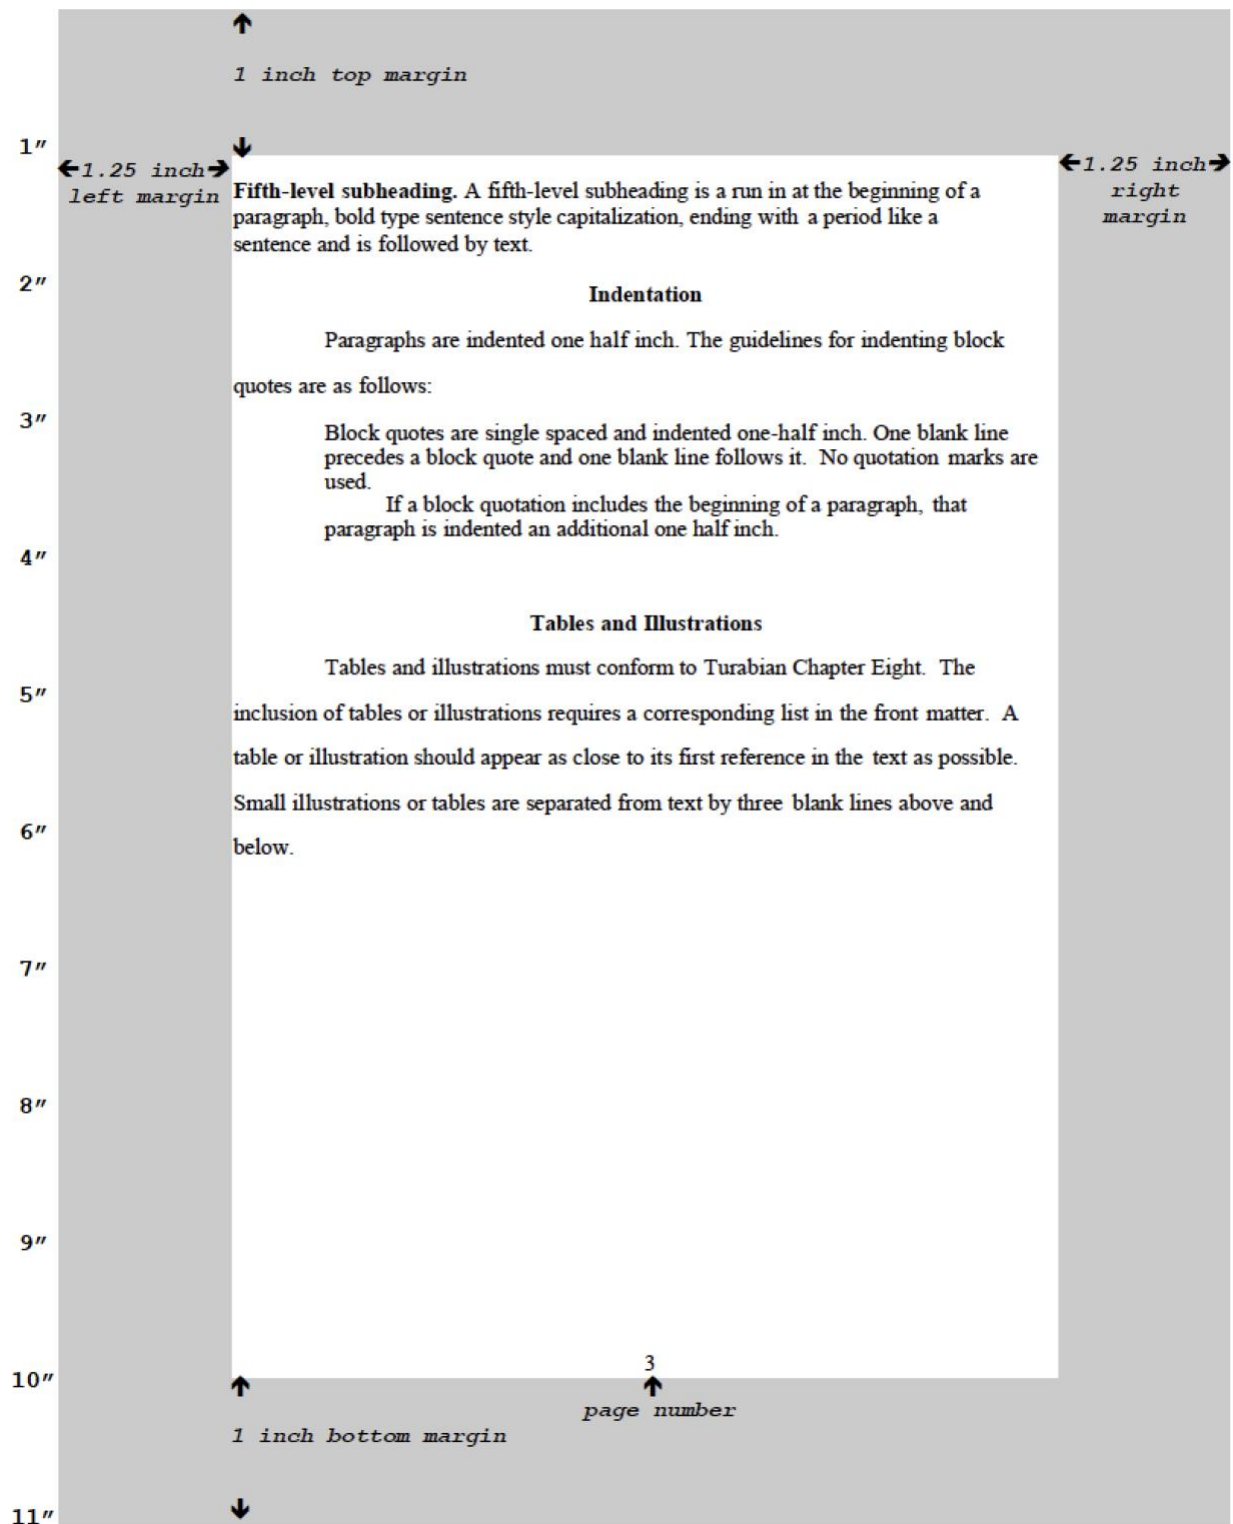 1 inch top margin
1"
1.25 inch
left margin
1.25 inch
right
margin
Fifth-level subheading. A fifth-level subheading is a run in at the beginning of a
paragraph, bold type sentence style capitalization, ending with a period like a
sentence and is followed by text.
2"
Indentation
Paragraphs are indented one half inch. The guidelines for indenting block
quotes are as follows:
3"
Block quotes are single spaced and indented one-half inch. One blank line
precedes a block quote and one blank line follows it.  No quotation marks are
used.
If a block quotation includes the beginning of a paragraph, that
paragraph is indented an additional one half inch.
4"
Tables and Illustrations
Tables and illustrations must conform to Turabian Chapter Eight.  The
5"
inclusion of tables or illustrations requires a corresponding list in the front matter.  A
table or illustration should appear as close to its first reference in the text as possible.
Small illustrations or tables are separated from text by three blank lines above and
6"
below.
7"
8"
9"
3
10"
page number
1 inch bottom margin
11"